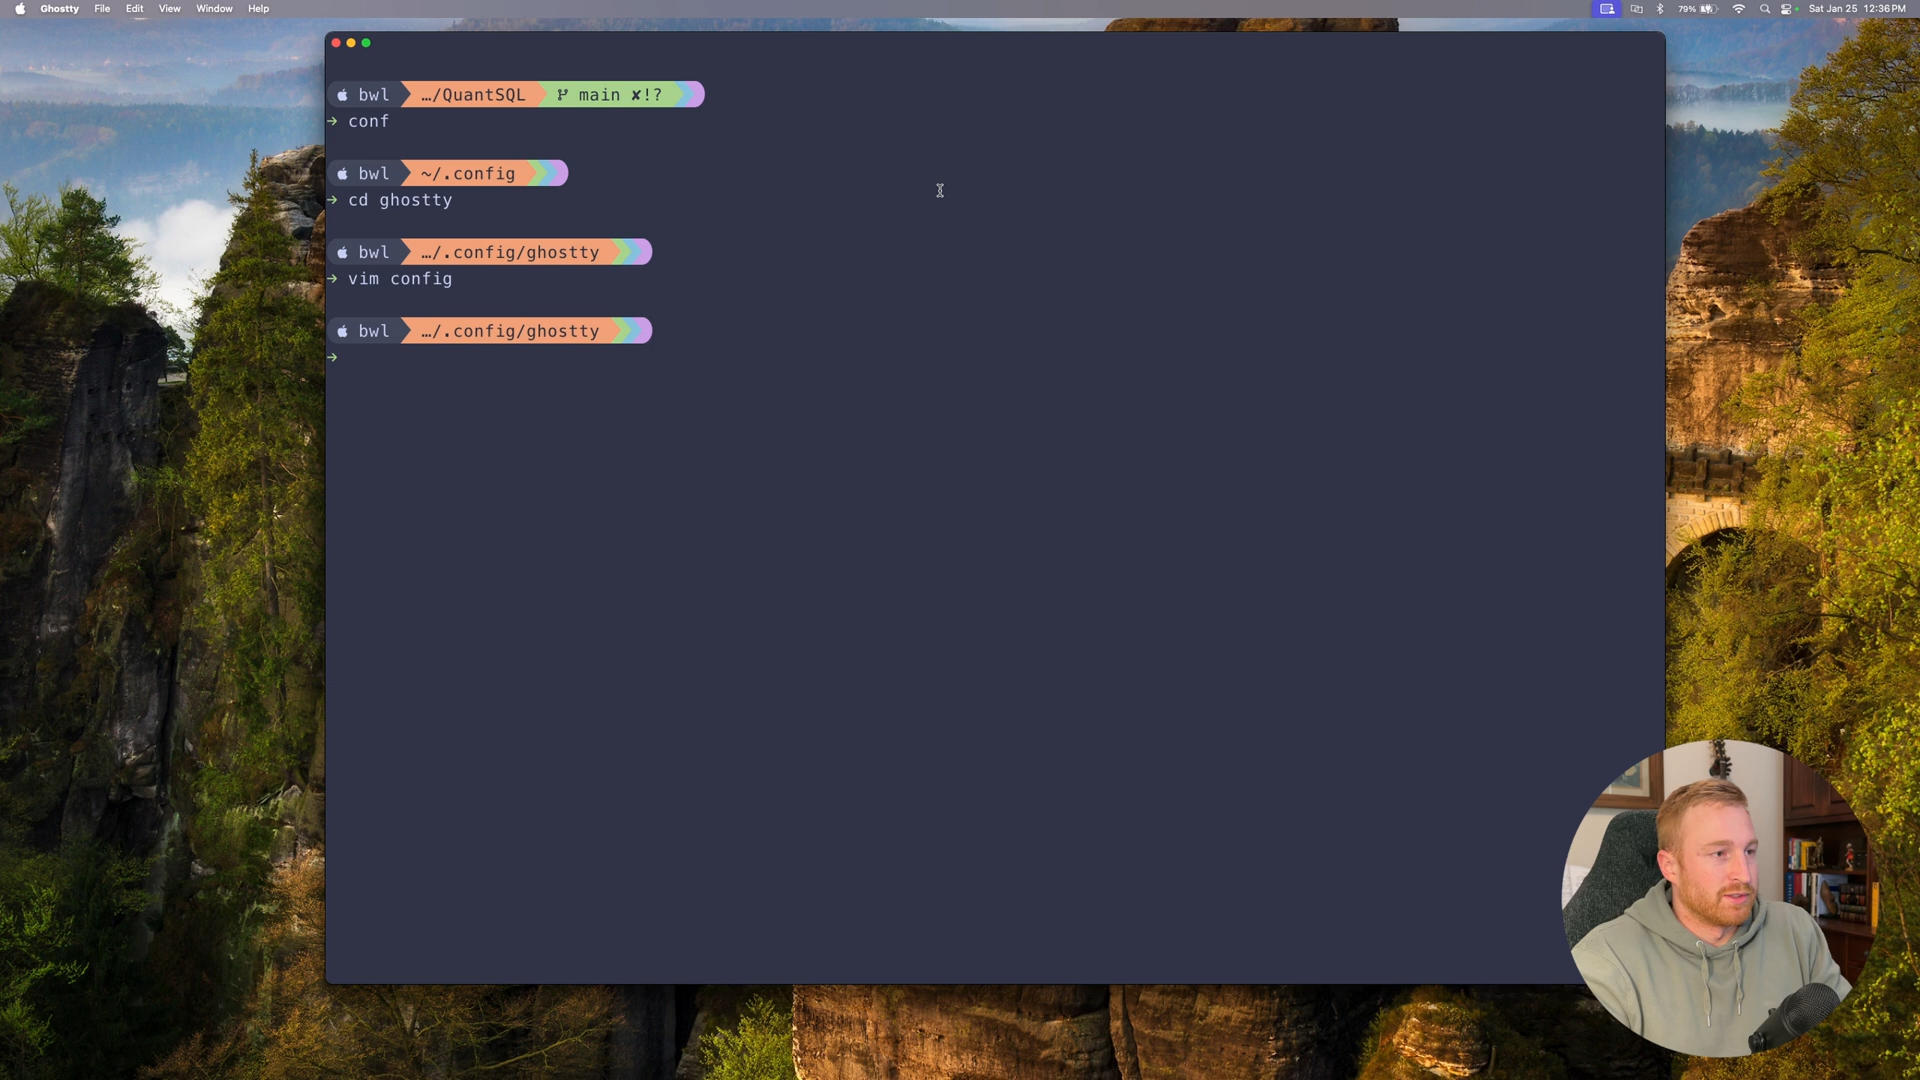 Ghostty File Edit View Window Help 79% Sat Jan 25 12:36 PM
bwl …/QuantSQL main ✘!?
→ conf
bwl ~/.config
→ cd ghostty
bwl …/.config/ghostty
→ vim config
bwl …/.config/ghostty
→